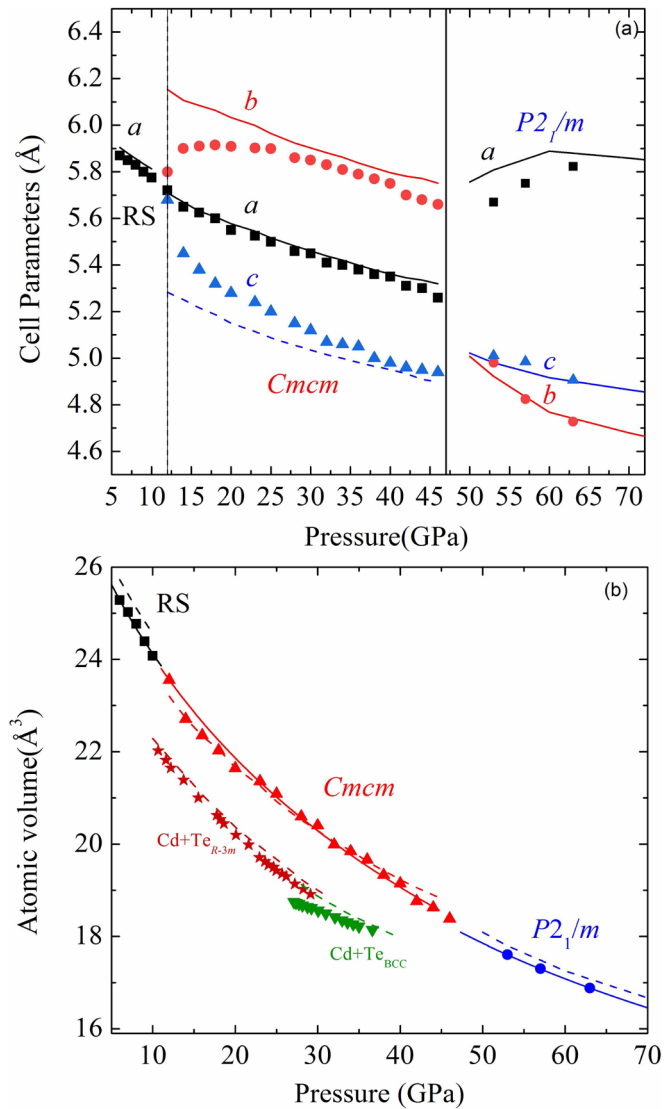 (a)
6.4
6.2
6.0
5.8
5.6
5.4
5.2
5.0
4.8
4.6
Cell Parameters (Å)
a
RS
b
a
c
Cmcm
P2₁/m
a
c
b
5 10 15 20 25 30 35 40 45 50 55 60 65 70
Pressure(GPa)
(b)
26
24
22
20
18
16
Atomic volume(Å³)
RS
Cmcm
Cd+Te_R-3m
Cd+Te_BCC
P2₁/m
10 20 30 40 50 60 70
Pressure (GPa)